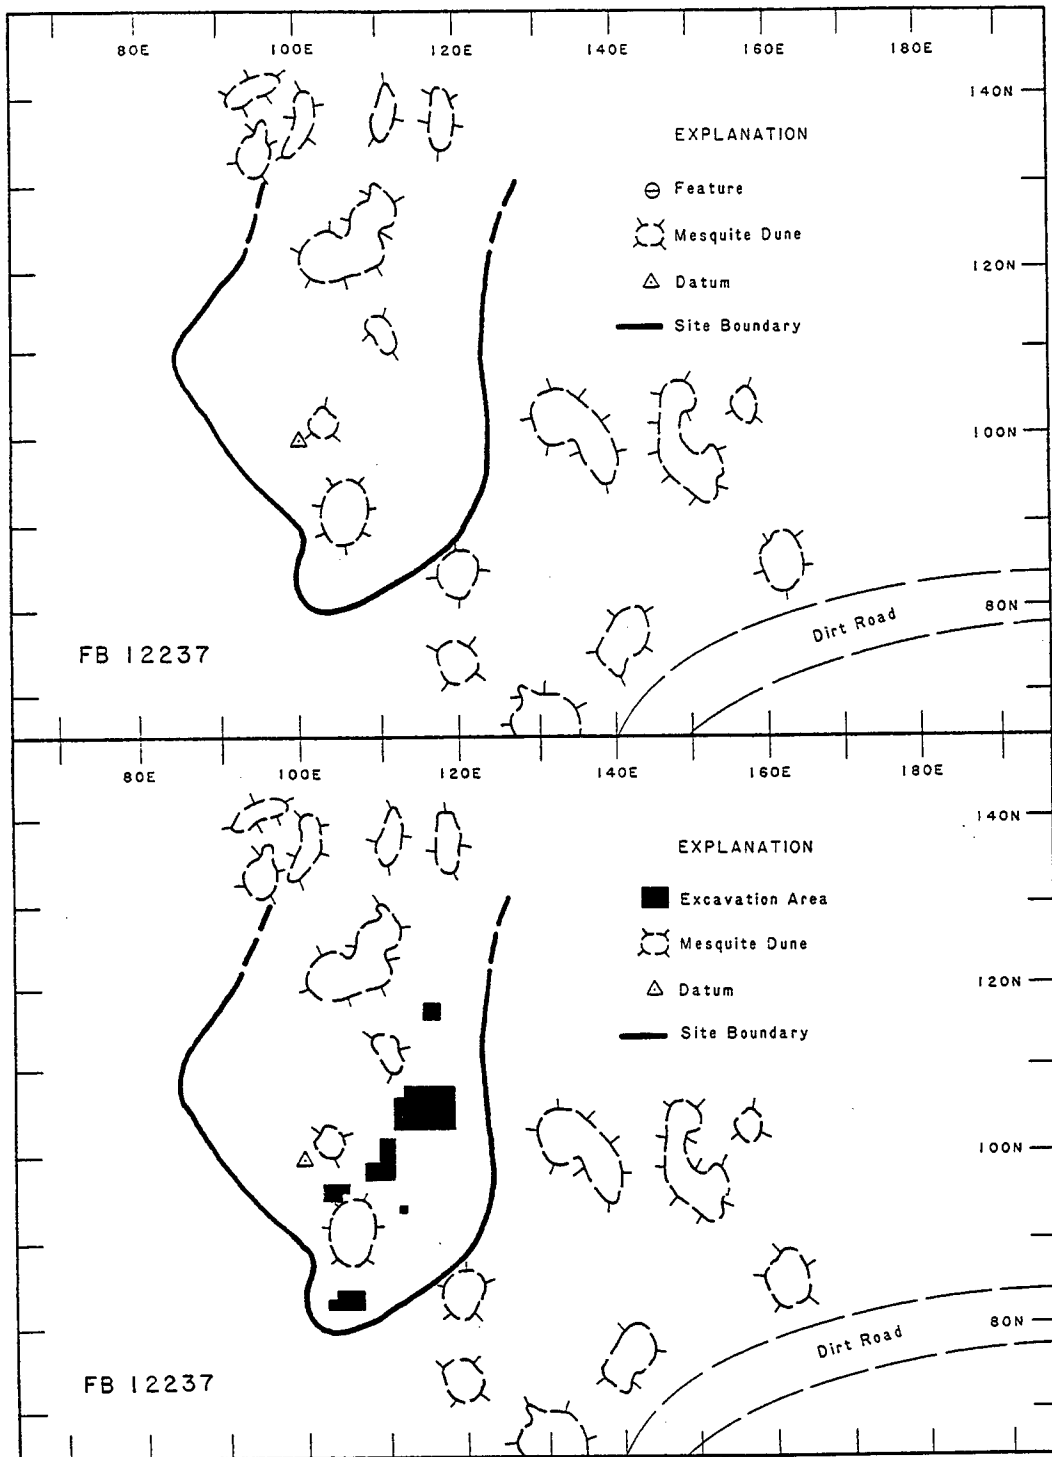 80E 100E 120E 140E 160E 180E
140N
EXPLANATION
Feature
Mesquite Dune
120N
Datum
Site Boundary
100N
80N
Dirt Road
FB 12237
80E 100E 120E 140E 160E 180E
140N
EXPLANATION
Excavation Area
Mesquite Dune
120N
Datum
Site Boundary
100N
80N
Dirt Road
FB 12237